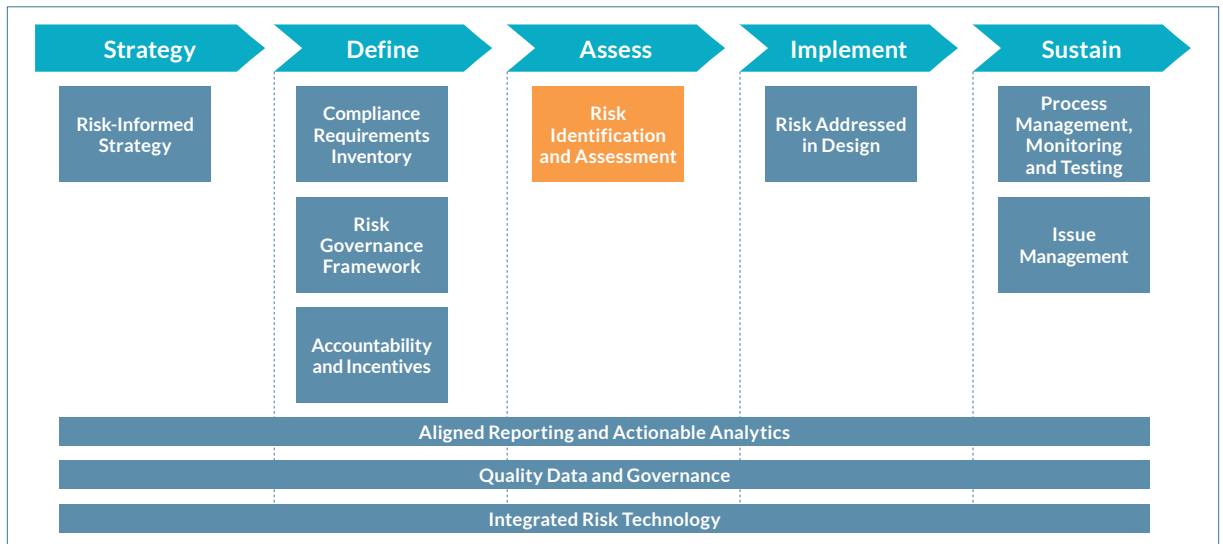 Strategy
Define
Assess
Implement
Sustain
Risk-Informed
Strategy
Compliance
Requirements
Inventory
Risk
Identification
and Assessment
Risk Addressed
in Design
Process
Management,
Monitoring
and Testing
Risk
Governance
Framework
Issue
Management
Accountability
and Incentives
Aligned Reporting and Actionable Analytics
Quality Data and Governance
Integrated Risk Technology